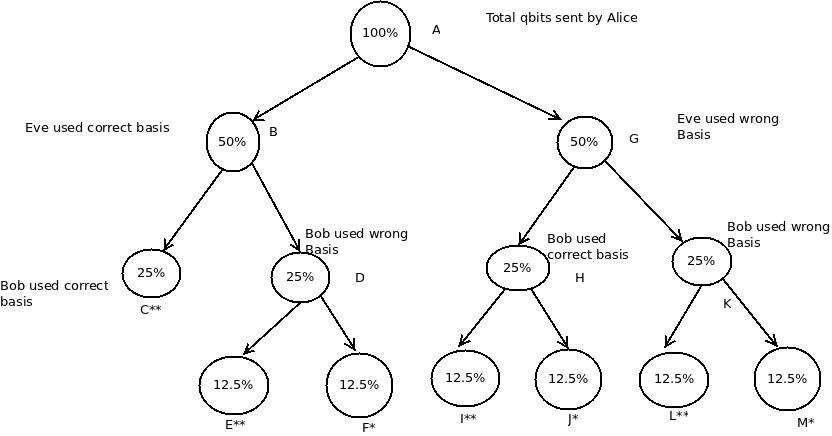 Total qbits sent by Alice
100%
A
Eve used correct basis
50%
B
50%
G
Eve used wrong
Basis
Bob used correct
basis
25%
C**
Bob used wrong
Basis
25%
D
Bob used
correct basis
25%
H
Bob used wrong
Basis
25%
K
12.5%
E**
12.5%
F*
12.5%
I**
12.5%
J*
12.5%
L**
12.5%
M*